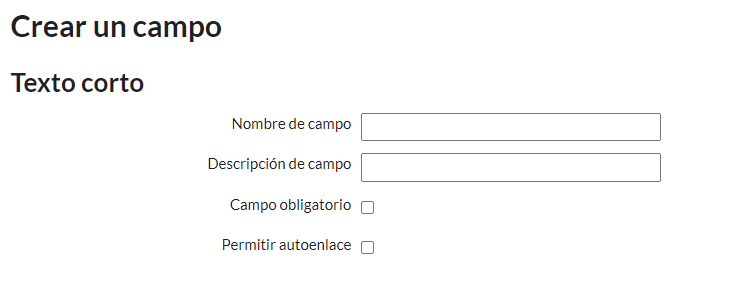 Crear un campo
Texto corto
Nombre de campo
Descripción de campo
Campo obligatorio
Permitir autoenlace